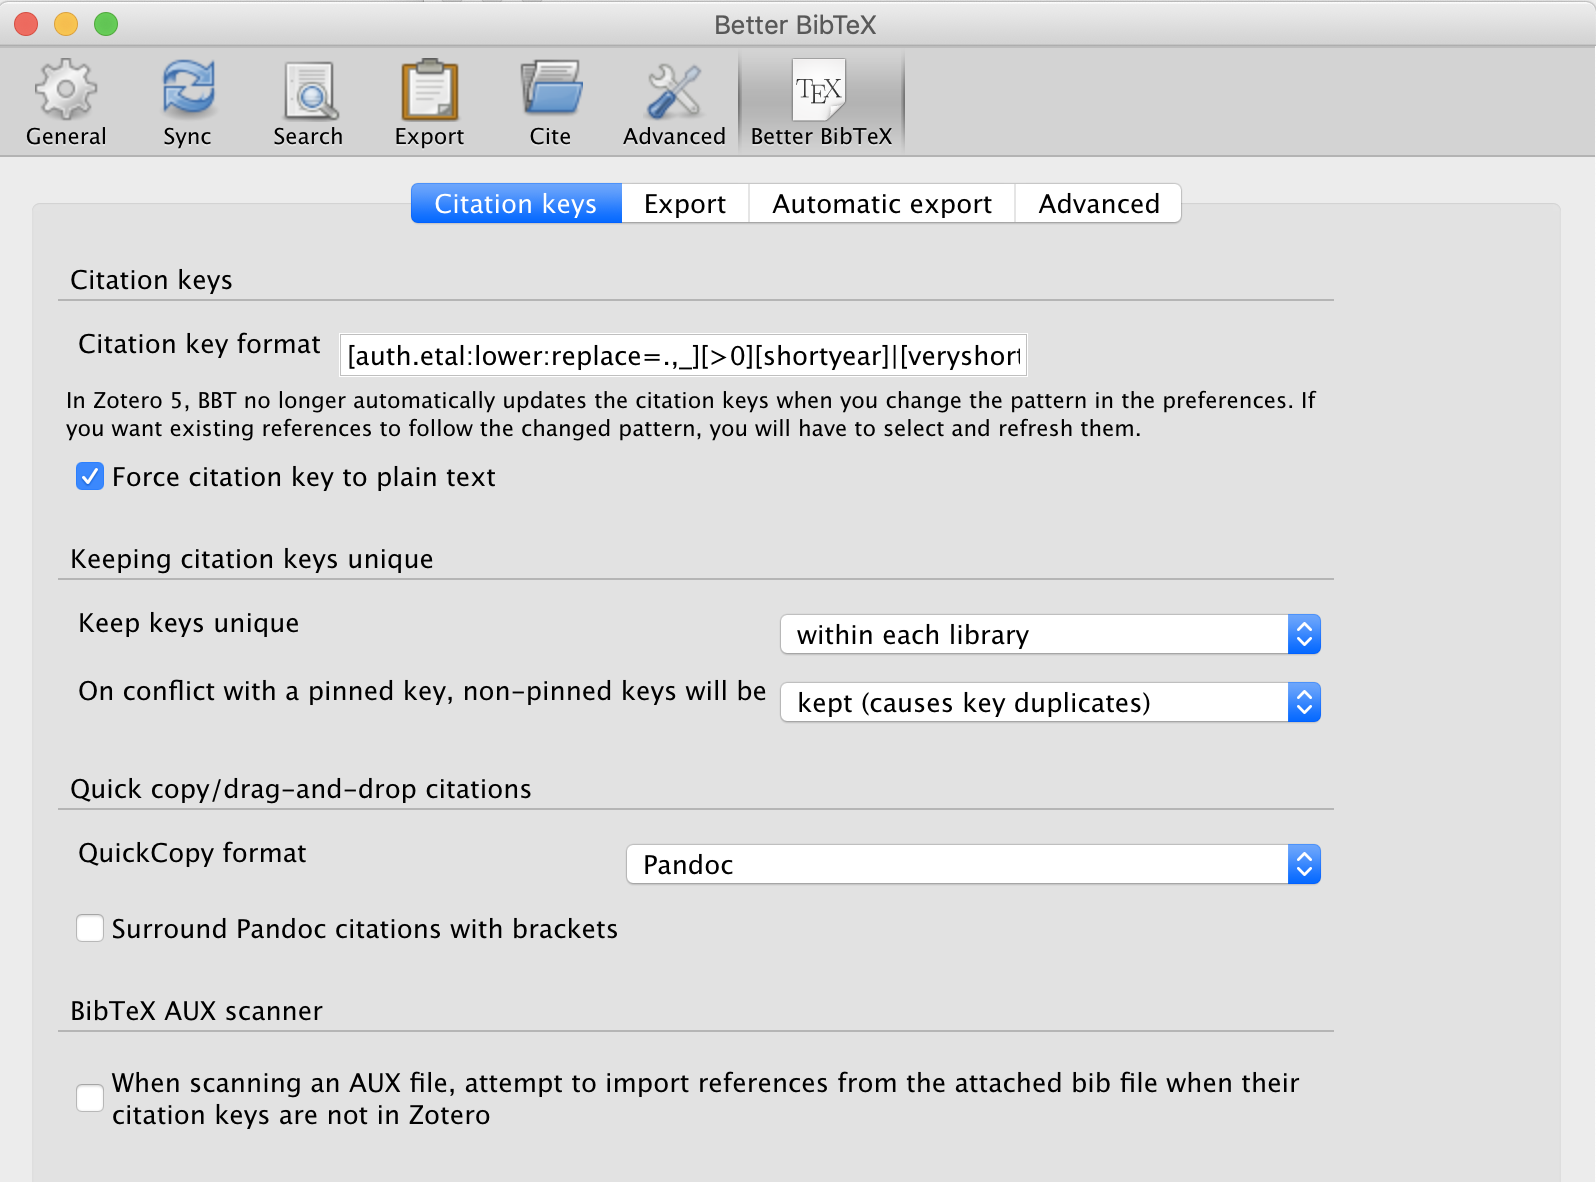 Better BibTeX
General Sync Search Export Cite Advanced TEX Better BibTeX
Citation keys Export Automatic export Advanced
Citation keys
Citation key format [auth.etal:lower:replace=.,_][>0][shortyear]|[veryshort
In Zotero 5, BBT no longer automatically updates the citation keys when you change the pattern in the preferences. If
you want existing references to follow the changed pattern, you will have to select and refresh them.
Force citation key to plain text
Keeping citation keys unique
Keep keys unique within each library
On conflict with a pinned key, non-pinned keys will be kept (causes key duplicates)
Quick copy/drag-and-drop citations
QuickCopy format Pandoc
Surround Pandoc citations with brackets
BibTeX AUX scanner
When scanning an AUX file, attempt to import references from the attached bib file when their
citation keys are not in Zotero